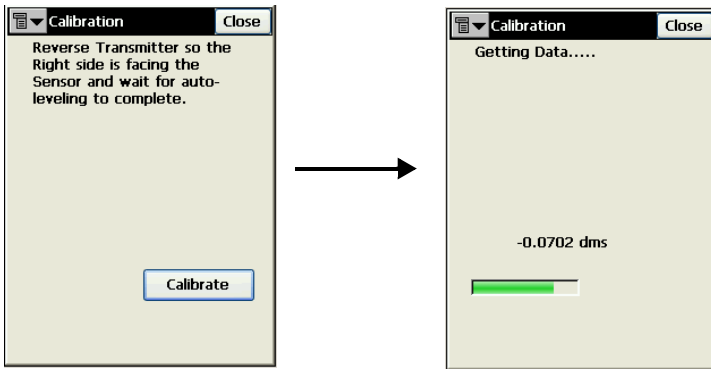 Calibration Close
Reverse Transmitter so the
Right side is facing the
Sensor and wait for auto-
leveling to complete.
Calibrate
Calibration Close
Getting Data.....
-0.0702 dms